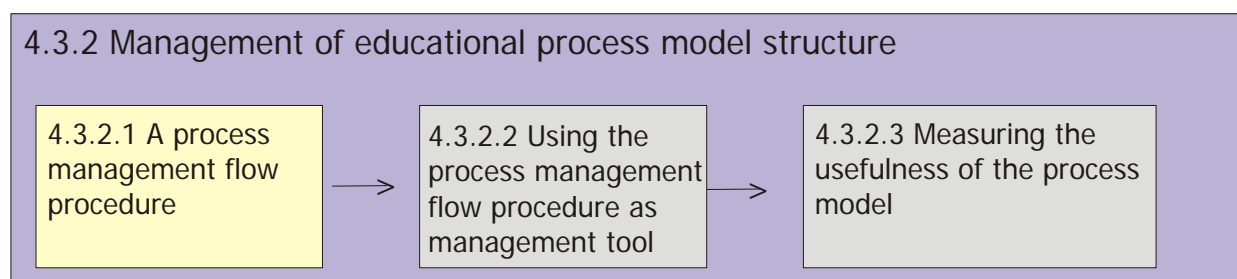 4.3.2 Management of educational process model structure
4.3.2.1 A process
management flow
procedure
4.3.2.2 Using the
process management
flow procedure as
management tool
4.3.2.3 Measuring the
usefulness of the process
model